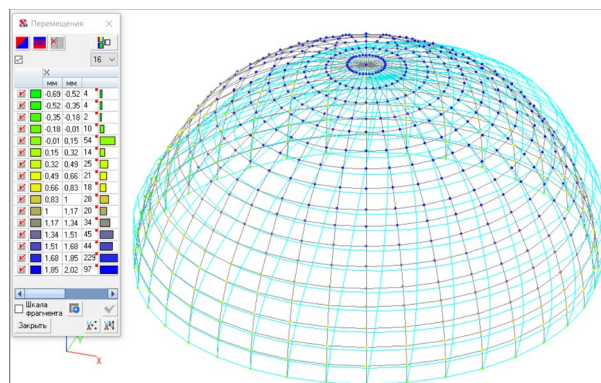 Перемещения
16
X
мм мм
-0,69 -0,52 4
-0,52 -0,35 4
-0,35 -0,18 2
-0,18 -0,01 10
-0,01 0,15 54
0,15 0,32 14
0,32 0,49 25
0,49 0,66 21
0,66 0,83 18
0,83 1 28
1 1,17 20
1,17 1,34 34
1,34 1,51 45
1,51 1,68 44
1,68 1,85 229
1,85 2,02 97
Шкала
фрагмента
Закрыть
X